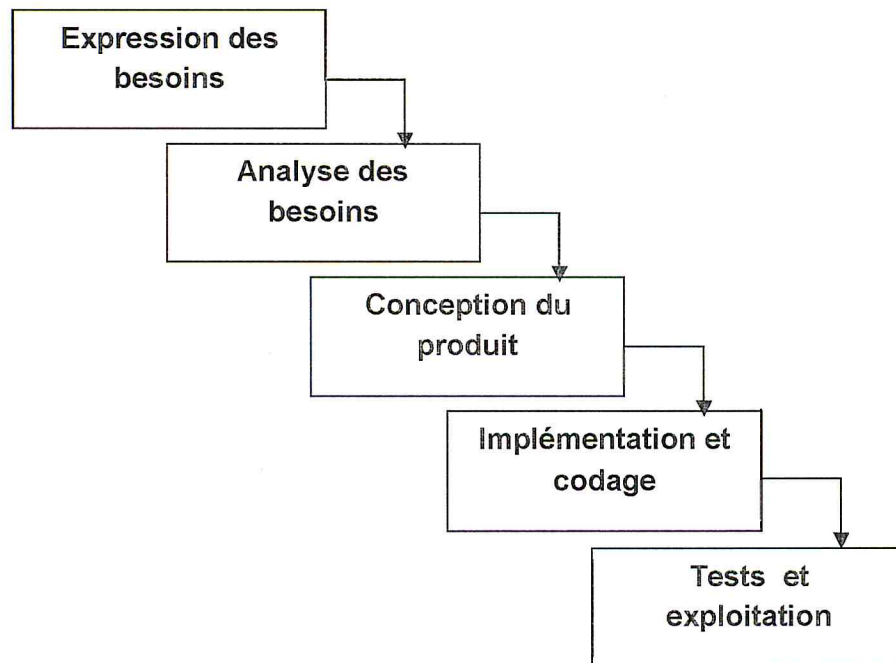 Expression des
besoins
Analyse des
besoins
Conception du
produit
Implémentation et
codage
Tests et
exploitation